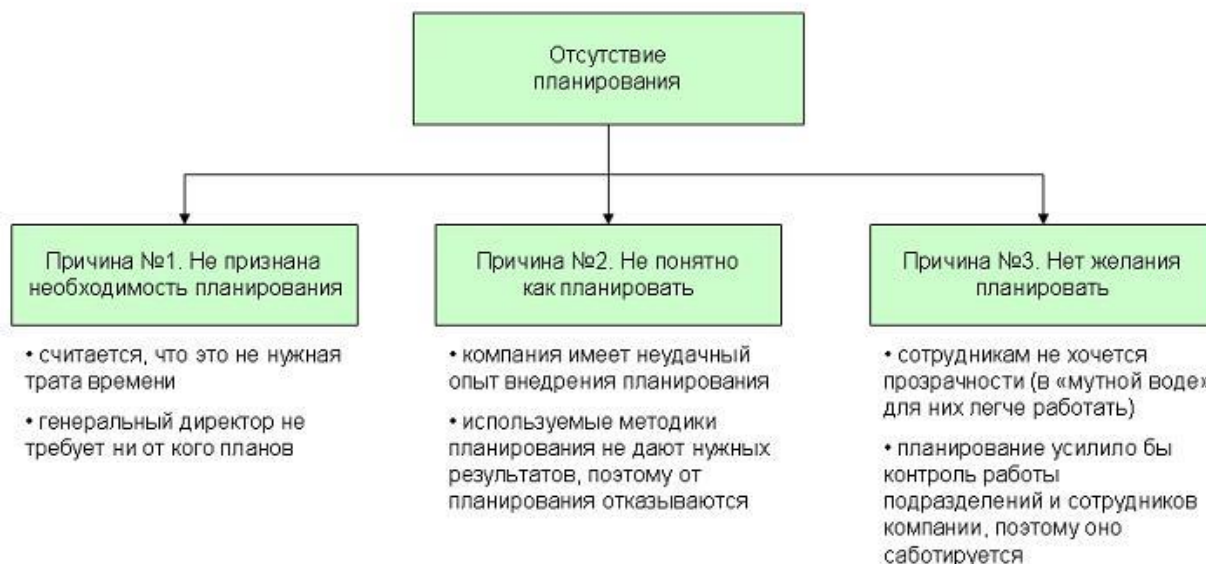 Отсутствие
планирования
Причина №1. Не признана
необходимость планирования
• считается, что это не нужная
трата времени
• генеральный директор не
требует ни от кого планов
Причина №2. Не понятно
как планировать
• компания имеет неудачный
опыт внедрения планирования
• используемые методики
планирования не дают нужных
результатов, поэтому от
планирования отказываются
Причина №3. Нет желания
планировать
• сотрудникам не хочется
прозрачности (в «мутной воде»
для них легче работать)
• планирование усилило бы
контроль работы
подразделений и сотрудников
компании, поэтому оно
саботируется